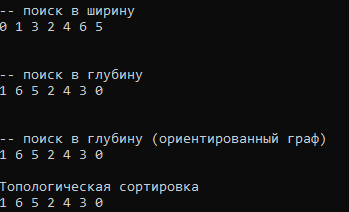 -- поиск в ширину
0 1 3 2 4 6 5
-- поиск в глубину
1 6 5 2 4 3 0
-- поиск в глубину (ориентированный граф)
1 6 5 2 4 3 0
Топологическая сортировка
1 6 5 2 4 3 0